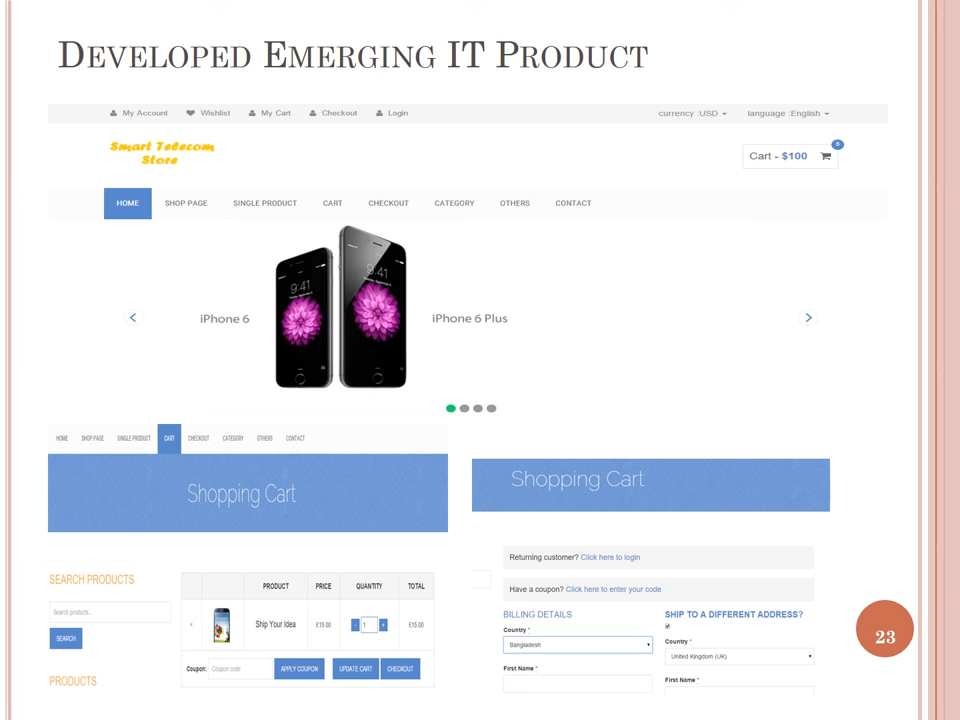 DEVELOPED EMERGING IT PRODUCT
My Account Wishlist My Cart Checkout Login currency :USD language :English
Smart Telecom
Store
Cart - $100
HOME SHOP PAGE SINGLE PRODUCT CART CHECKOUT CATEGORY OTHERS CONTACT
9:41
9:41
iPhone 6
iPhone 6 Plus
HOME SHOP PAGE SINGLE PRODUCT CART CHECKOUT CATEGORY OTHERS CONTACT
Shopping Cart
SEARCH PRODUCTS
Search products...
SEARCH
PRODUCTS
PRODUCT PRICE QUANTITY TOTAL
× Ship Your Idea £15.00 - 1 + £15.00
Coupon: Coupon code APPLY COUPON UPDATE CART CHECKOUT
Shopping Cart
Returning customer? Click here to login
Have a coupon? Click here to enter your code
BILLING DETAILS
Country *
Bangladesh
First Name *
SHIP TO A DIFFERENT ADDRESS?
Country *
United Kingdom (UK)
First Name *
23